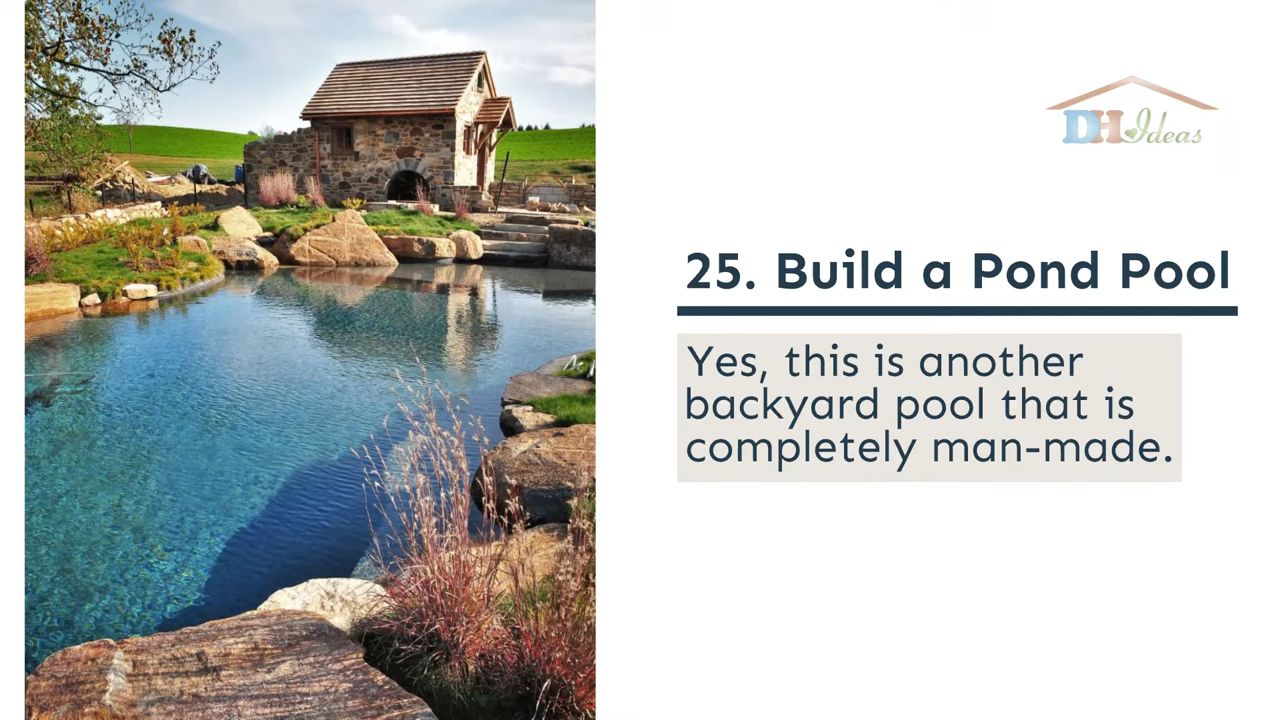 DH Ideas
25. Build a Pond Pool
Yes, this is another
backyard pool that is
completely man-made.